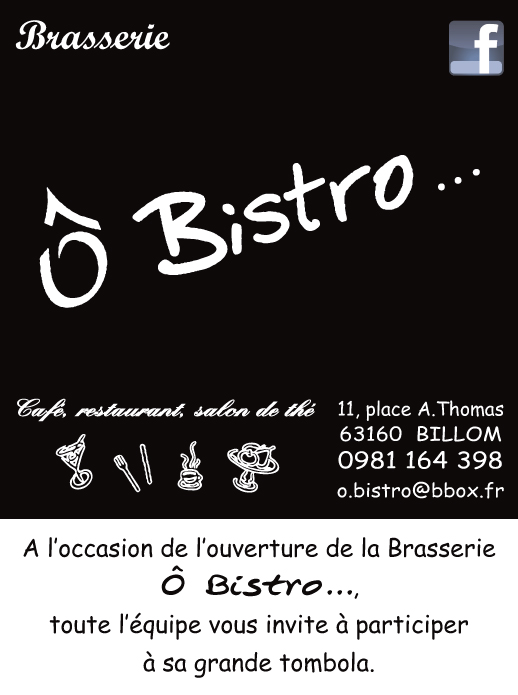 Brasserie
f
Ô Bistro...
Café, restaurant, salon de thé
11, place A.Thomas
63160 BILLOM
0981 164 398
o.bistro@bbox.fr
A l'occasion de l'ouverture de la Brasserie
Ô Bistro...,
toute l'équipe vous invite à participer
à sa grande tombola.